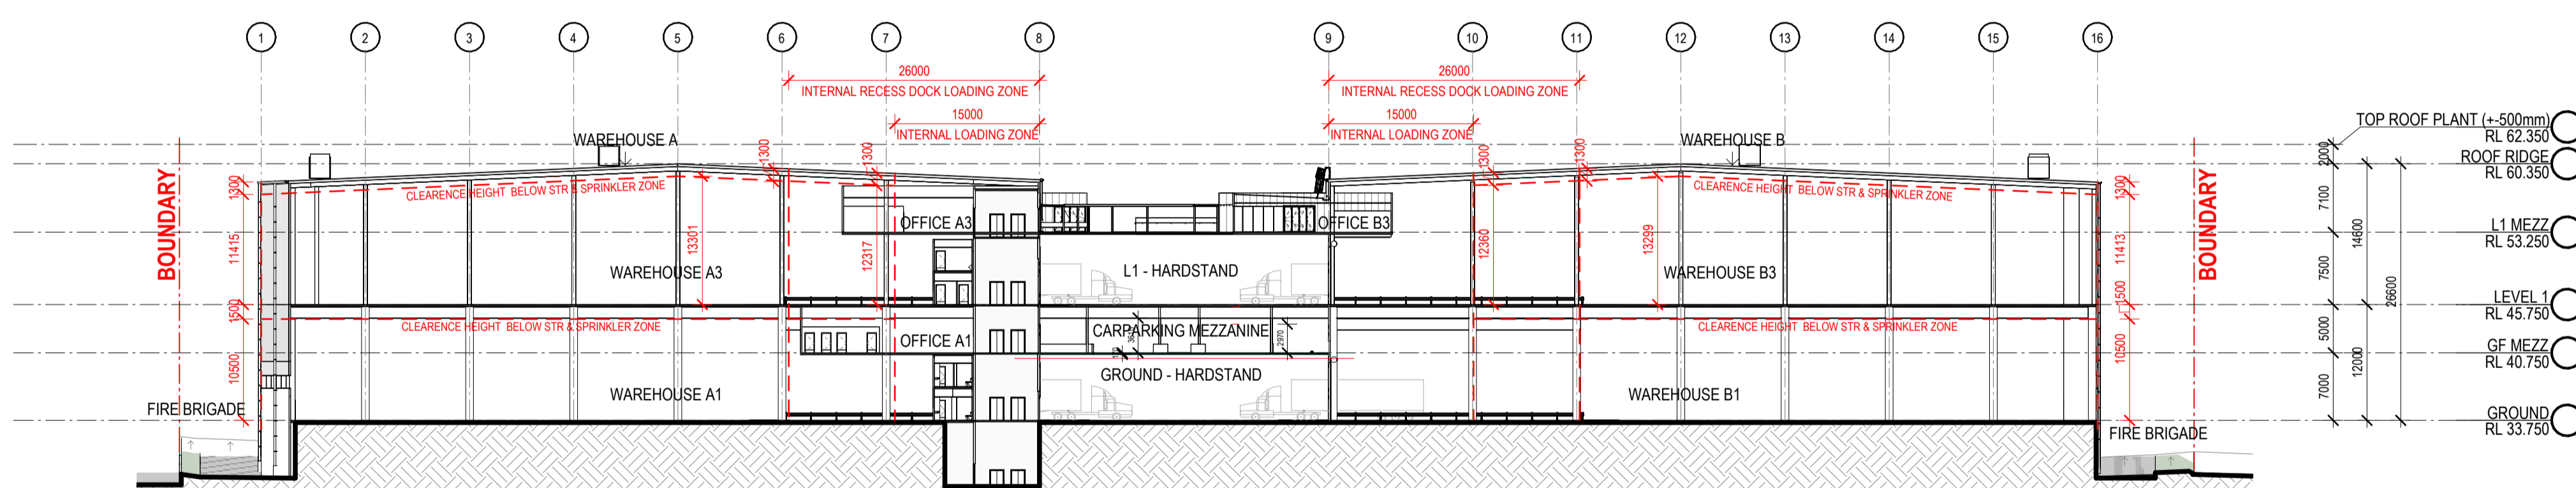 1 2 3 4 5 6 7 8 9 10 11 12 13 14 15 16
26000 26000
INTERNAL RECESS DOCK LOADING ZONE INTERNAL RECESS DOCK LOADING ZONE
15000 15000
INTERNAL LOADING ZONE INTERNAL LOADING ZONE
TOP ROOF PLANT (+-500mm)
RL 62.350
WAREHOUSE A WAREHOUSE B
ROOF RIDGE
RL 60.350
2000
1300 1300 1300 1300 1300 1300
BOUNDARY BOUNDARY
CLEARENCE HEIGHT BELOW STR & SPRINKLER ZONE CLEARENCE HEIGHT BELOW STR & SPRINKLER ZONE
7100
OFFICE A3 OFFICE B3
L1 MEZZ
RL 53.250
11415 13301 12317 12360 13299 11413
14600
WAREHOUSE A3 L1 - HARDSTAND WAREHOUSE B3
7500
26600
1500 1500
LEVEL 1
RL 45.750
CLEARENCE HEIGHT BELOW STR & SPRINKLER ZONE CARPARKING MEZZANINE CLEARENCE HEIGHT BELOW STR & SPRINKLER ZONE
2970
5000
OFFICE A1
GF MEZZ
RL 40.750
10500 10500
12000
GROUND - HARDSTAND
WAREHOUSE A1 WAREHOUSE B1
7000
FIRE BRIGADE
GROUND
RL 33.750
FIRE BRIGADE